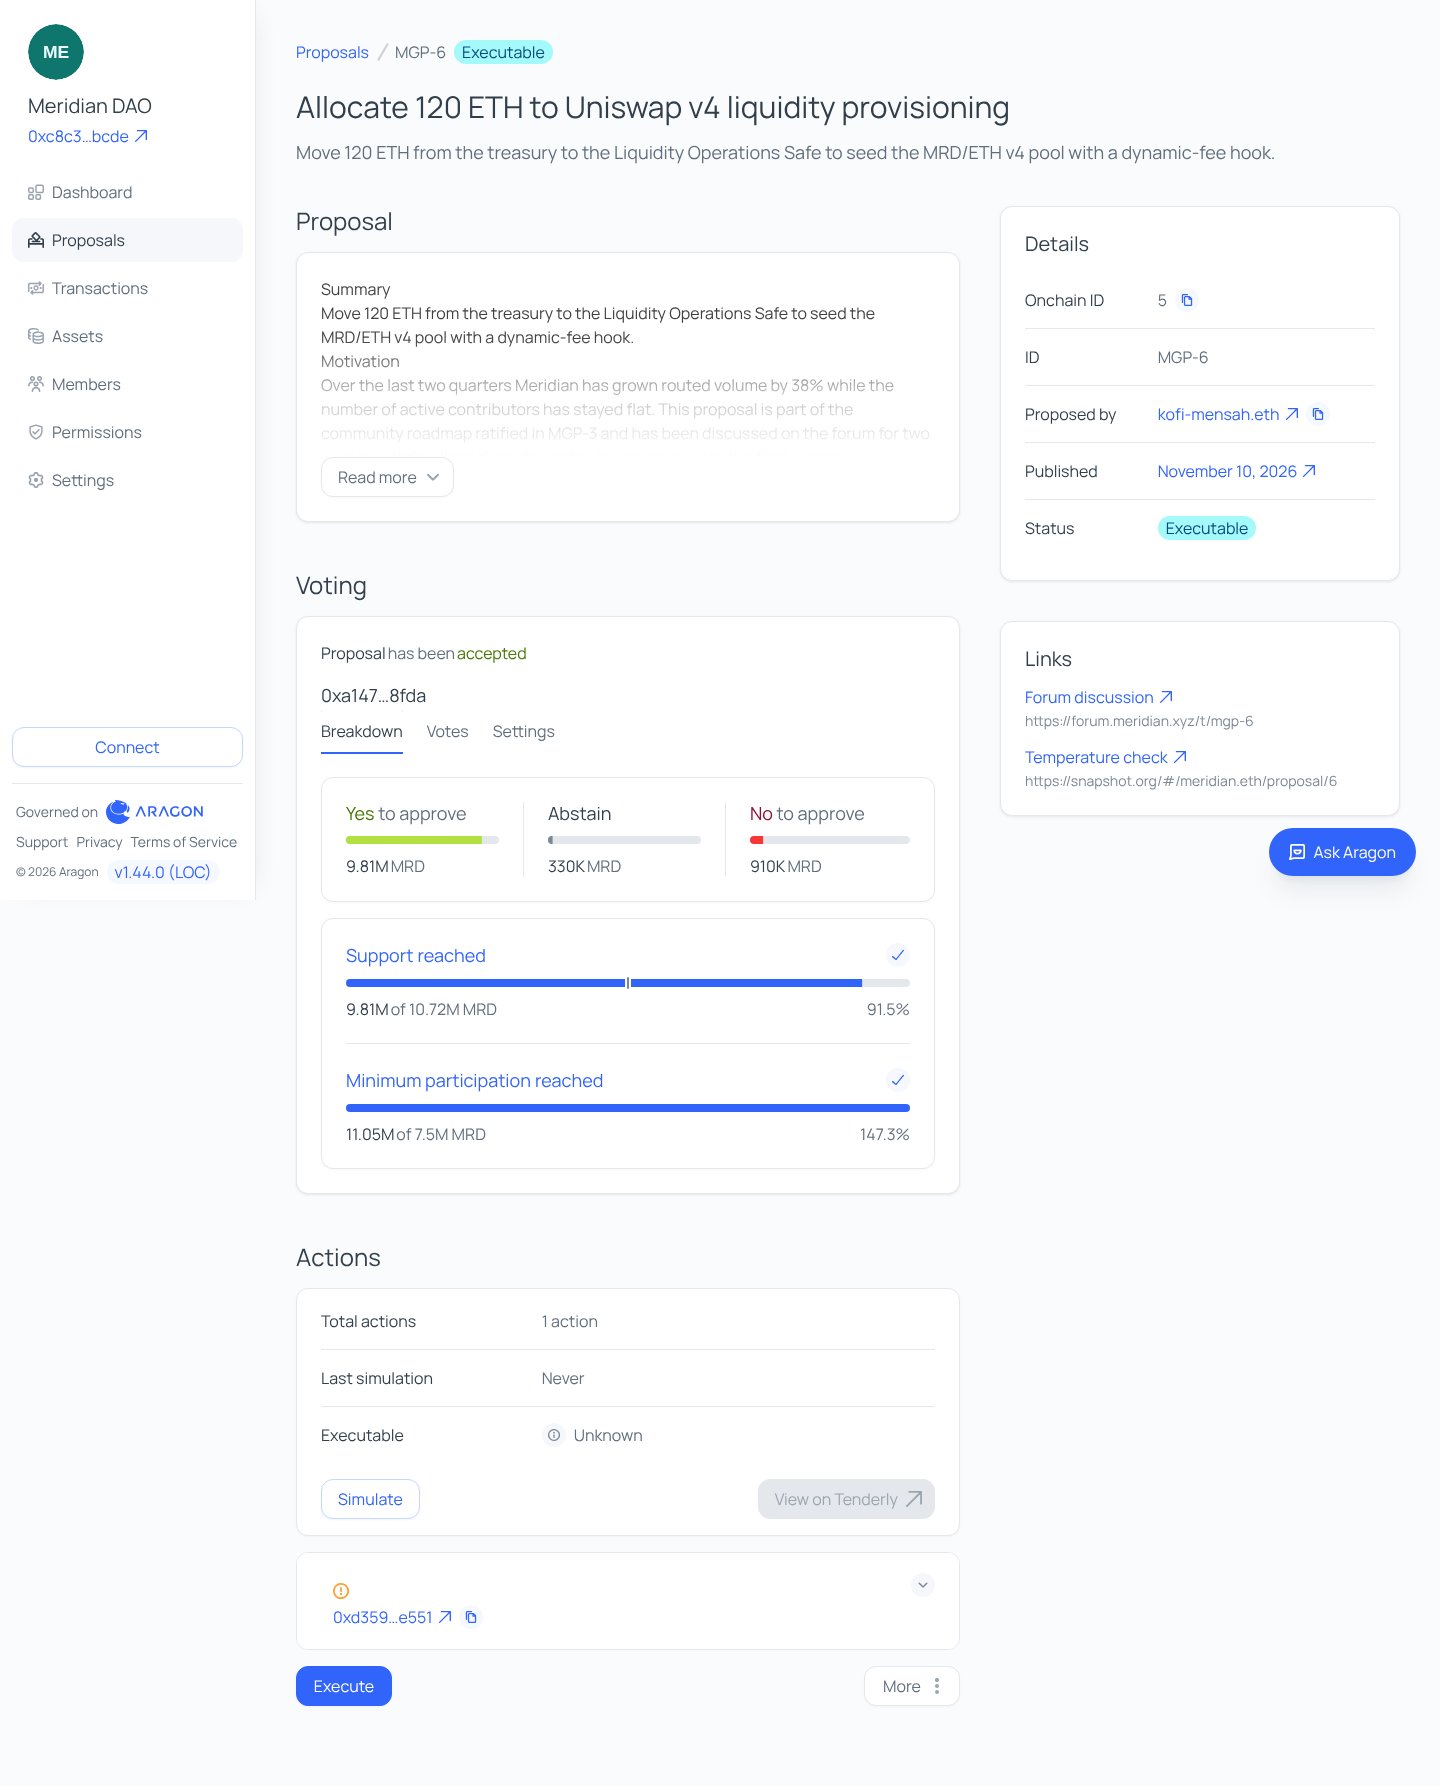 ME
Meridian DAO
0xc8c3...bcde
Dashboard
Proposals
Transactions
Assets
Members
Permissions
Settings
Connect
Governed on ARAGON
Support Privacy Terms of Service
© 2026 Aragon v1.44.0 (LOC)
Proposals / MGP-6 Executable
Allocate 120 ETH to Uniswap v4 liquidity provisioning
Move 120 ETH from the treasury to the Liquidity Operations Safe to seed the MRD/ETH v4 pool with a dynamic-fee hook.
Proposal
Summary
Move 120 ETH from the treasury to the Liquidity Operations Safe to seed the
MRD/ETH v4 pool with a dynamic-fee hook.
Motivation
Over the last two quarters Meridian has grown routed volume by 38% while the
number of active contributors has stayed flat. This proposal is part of the
community roadmap ratified in MGP-3 and has been discussed on the forum for two
Read more
Voting
Proposal has been accepted
0xa147...8fda
Breakdown Votes Settings
Yes to approve
9.81M MRD
Abstain
330K MRD
No to approve
910K MRD
Support reached
9.81M of 10.72M MRD 91.5%
Minimum participation reached
11.05M of 7.5M MRD 147.3%
Actions
Total actions 1 action
Last simulation Never
Executable Unknown
Simulate View on Tenderly
0xd359...e551
Execute More
Details
Onchain ID 5
ID MGP-6
Proposed by kofi-mensah.eth
Published November 10, 2026
Status Executable
Links
Forum discussion
https://forum.meridian.xyz/t/mgp-6
Temperature check
https://snapshot.org/#/meridian.eth/proposal/6
Ask Aragon